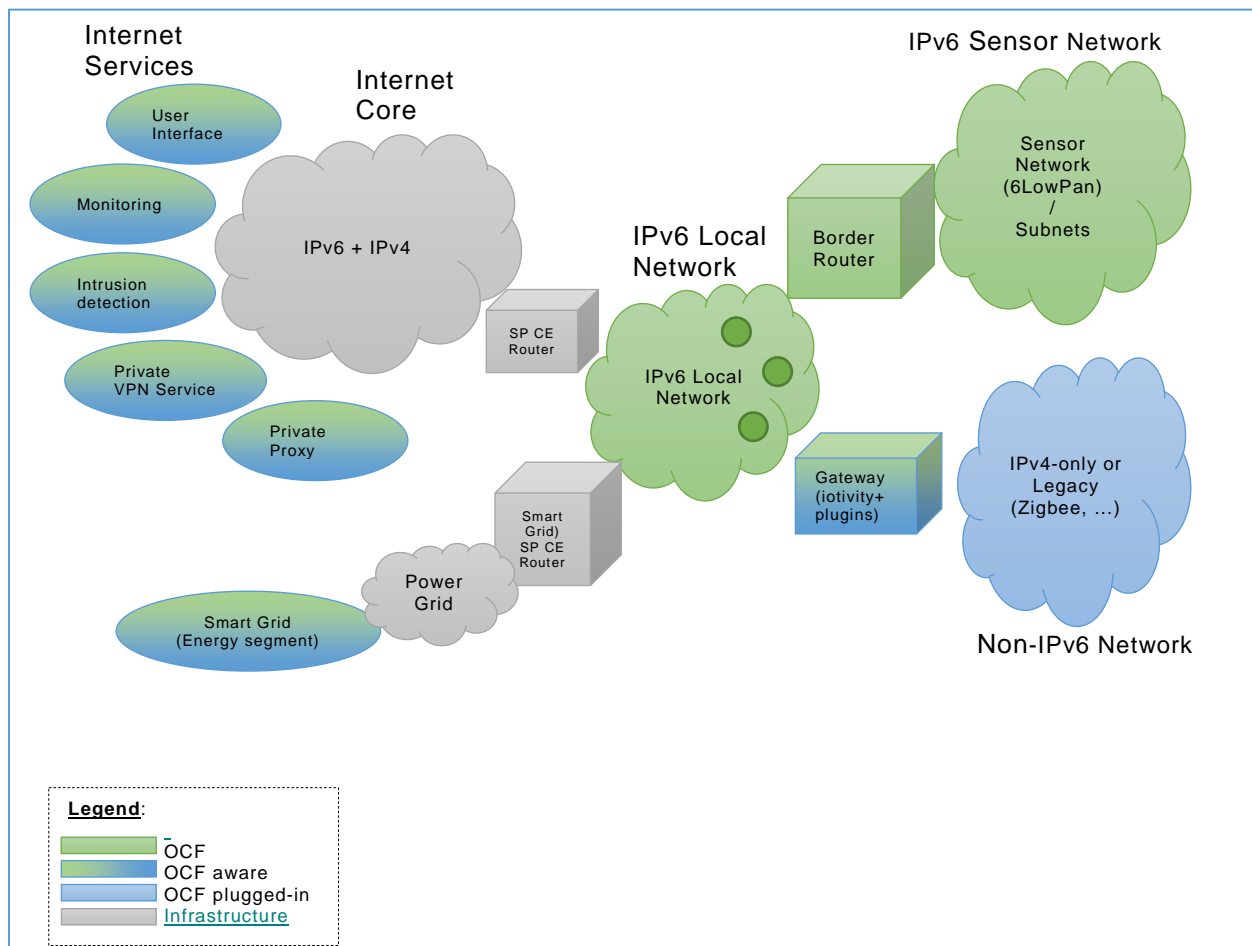 Internet
Services
User
Interface
Monitoring
Intrusion
detection
Private
VPN Service
Private
Proxy
Internet
Core
IPv6 + IPv4
SP CE
Router
IPv6 Local
Network
IPv6 Local
Network
Border
Router
IPv6 Sensor Network
Sensor
Network
(6LowPan)
/
Subnets
Gateway
(iotivity+
plugins)
IPv4-only or
Legacy
(Zigbee, ...)
Non-IPv6 Network
Smart
Grid)
SP CE
Router
Power
Grid
Smart Grid
(Energy segment)
Legend:
OCF
OCF aware
OCF plugged-in
Infrastructure